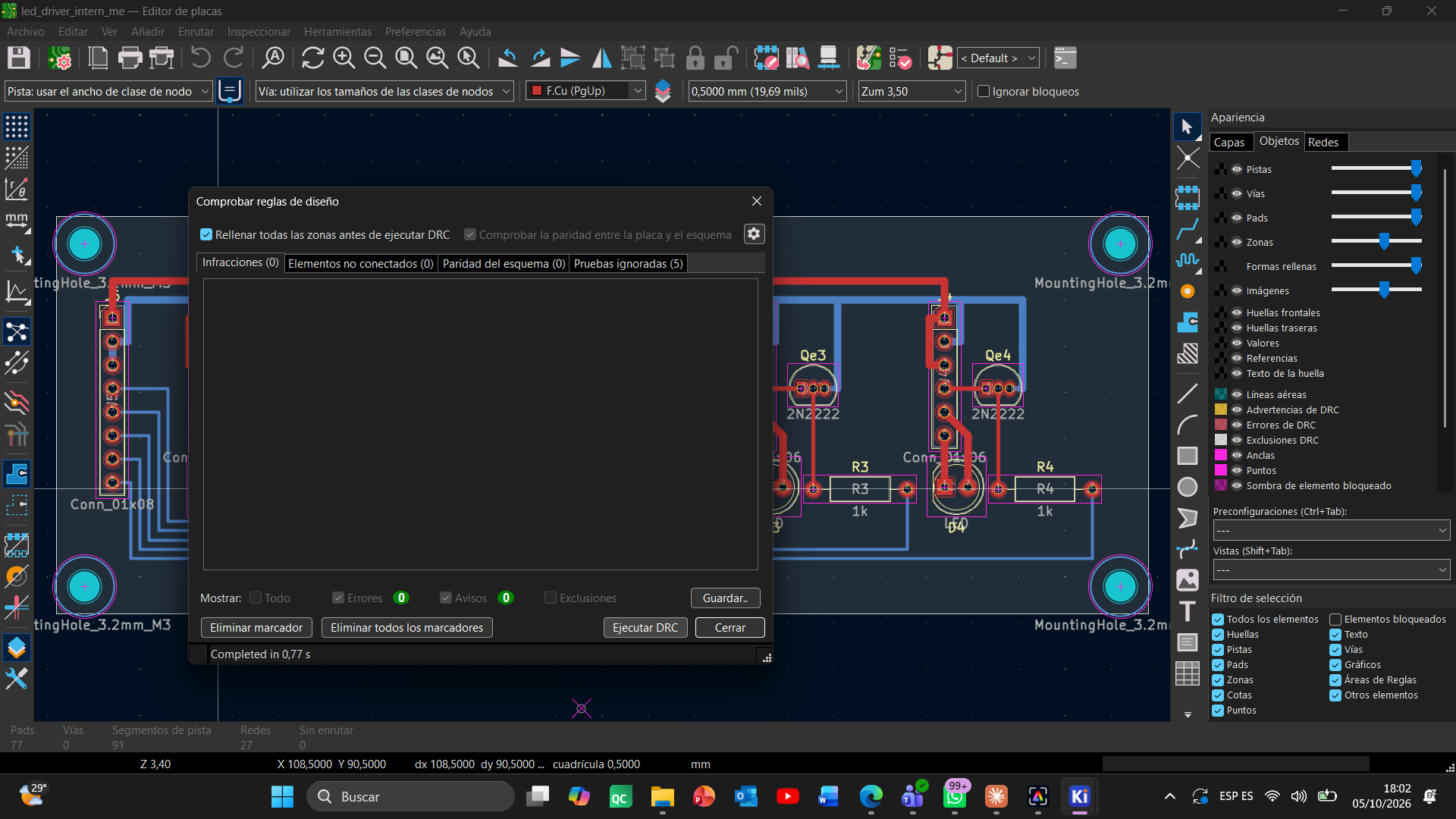 led_driver_intern_me — Editor de placas
Archivo Editar Ver Añadir Enrutar Inspeccionar Herramientas Preferencias Ayuda
< Default >
Pista: usar el ancho de clase de nodo Vía: utilizar los tamaños de las clases de nodos F.Cu (PgUp) 0,5000 mm (19,69 mils) Zum 3,50 Ignorar bloqueos
Apariencia
Capas Objetos Redes
Pistas
Vías
Pads
Zonas
Formas rellenas
Imágenes
Huellas frontales
Huellas traseras
Valores
Referencias
Texto de la huella
Líneas aéreas
Advertencias de DRC
Errores de DRC
Exclusiones DRC
Anclas
Puntos
Sombra de elemento bloqueado
Preconfiguraciones (Ctrl+Tab):
---
Vistas (Shift+Tab):
---
Filtro de selección
Todos los elementos Elementos bloqueados
Huellas Texto
Pistas Vías
Pads Gráficos
Zonas Áreas de Reglas
Cotas Otros elementos
Puntos
mm
Comprobar reglas de diseño
Rellenar todas las zonas antes de ejecutar DRC Comprobar la paridad entre la placa y el esquema
Infracciones (0) Elementos no conectados (0) Paridad del esquema (0) Pruebas ignoradas (5)
Mostrar: Todo Errores 0 Avisos 0 Exclusiones Guardar..
Eliminar marcador Eliminar todos los marcadores Ejecutar DRC Cerrar
Completed in 0,77 s
MountingHole_3.2m
Qe3 Qe4
2N2222 2N2222
Conn_01x08
Conn_01x06
R3 R4
R3 R4
1k 1k
LED
D4
MountingHole_3.2m
tingHole_3.2mm_M3
Pads Vías Segmentos de pista Redes Sin enrutar
77 0 91 27 0
Z 3,40 X 108,5000 Y 90,5000 dx 108,5000 dy 90,5000 ... cuadrícula 0,5000 mm
29°
Buscar
99+
ESP ES
18:02
05/10/2026